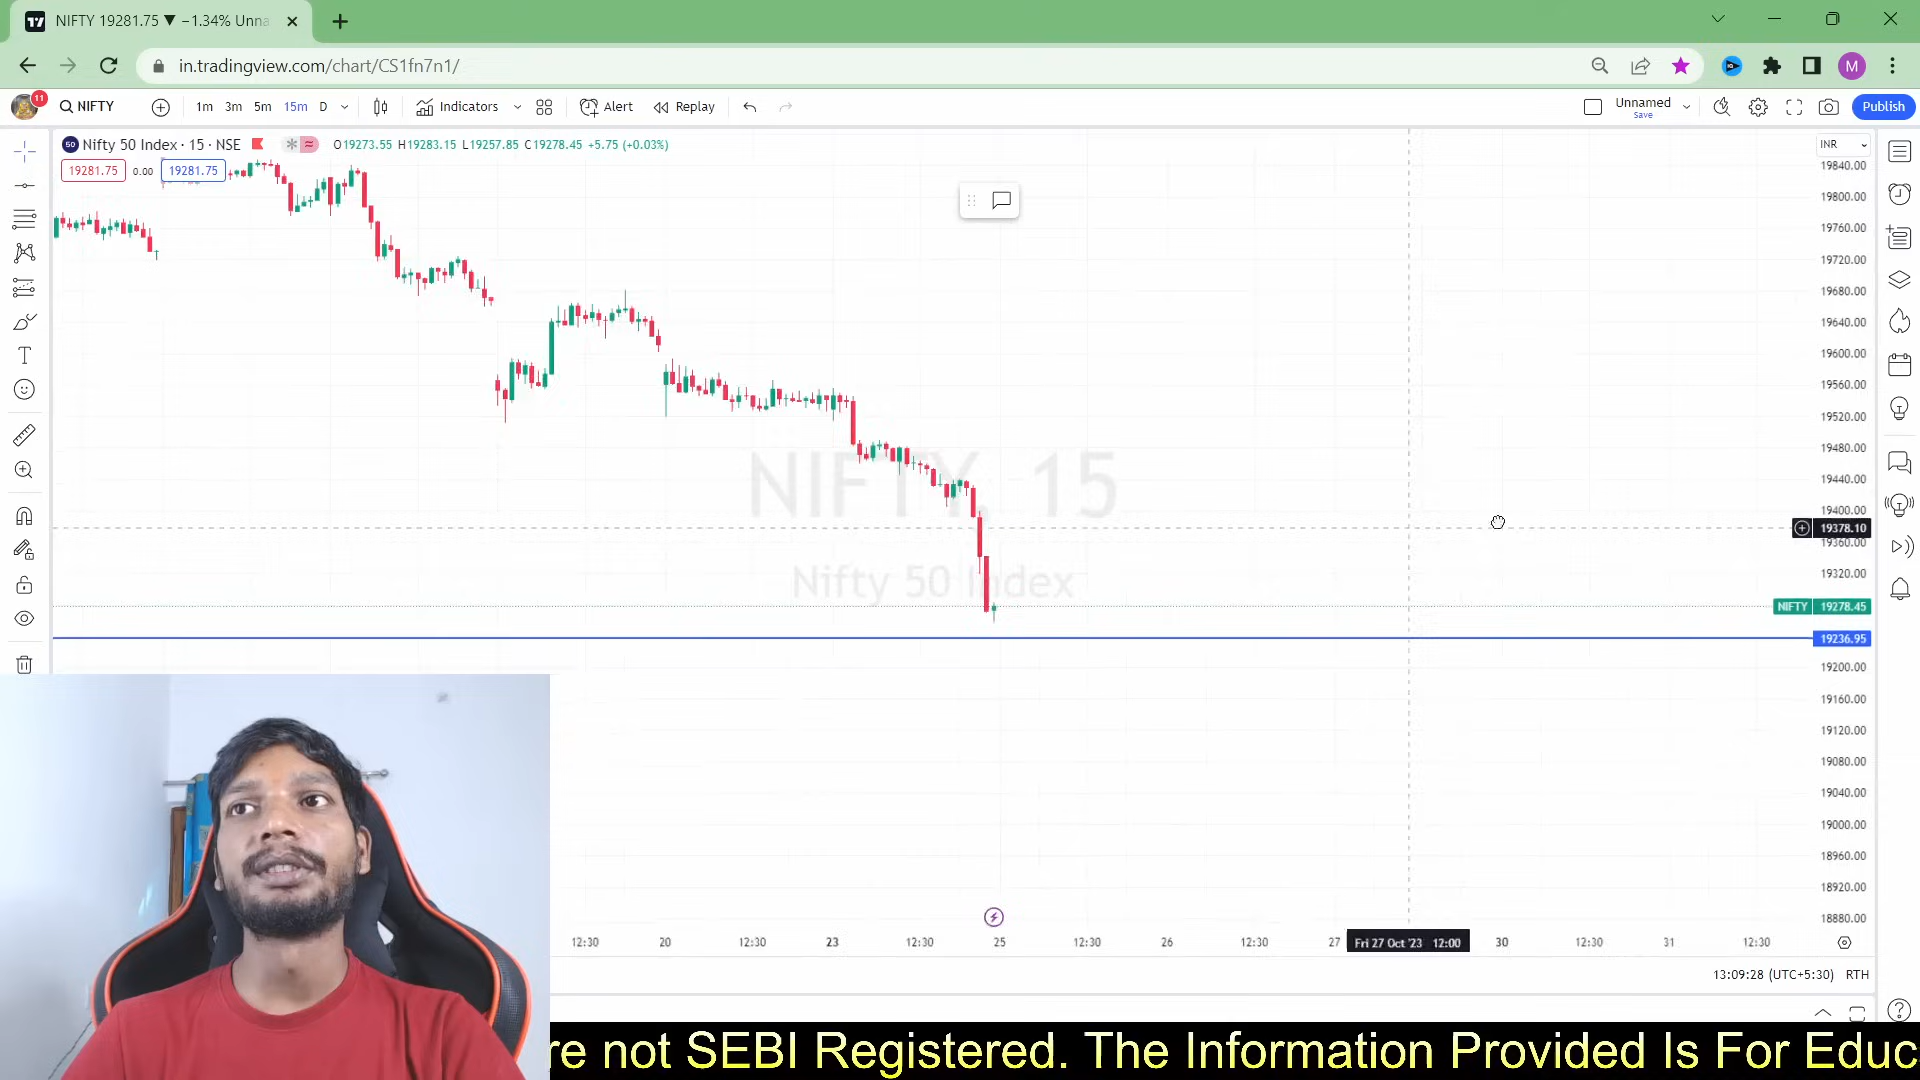 NIFTY 19281.75 ▼ −1.34% Unna
in.tradingview.com/chart/CS1fn7n1/
M
11
NIFTY
1m 3m 5m 15m D
Indicators
Alert
Replay
Unnamed
Save
Publish
50 Nifty 50 Index · 15 · NSE
O19273.55 H19283.15 L19257.85 C19278.45 +5.75 (+0.03%)
19281.75 0.00 19281.75
INR
19840.00
19800.00
19760.00
19720.00
19680.00
19640.00
19600.00
19560.00
19520.00
19480.00
19440.00
19400.00
19378.10
19360.00
19320.00
NIFTY 19278.45
19236.95
19200.00
19160.00
19120.00
19080.00
19040.00
19000.00
18960.00
18920.00
18880.00
NIFTY, 15
Nifty 50 Index
12:30 20 12:30 23 12:30 25 12:30 26 12:30 27 Fri 27 Oct '23 12:00 30 12:30 31 12:30
13:09:28 (UTC+5:30) RTH
re not SEBI Registered. The Information Provided Is For Educ